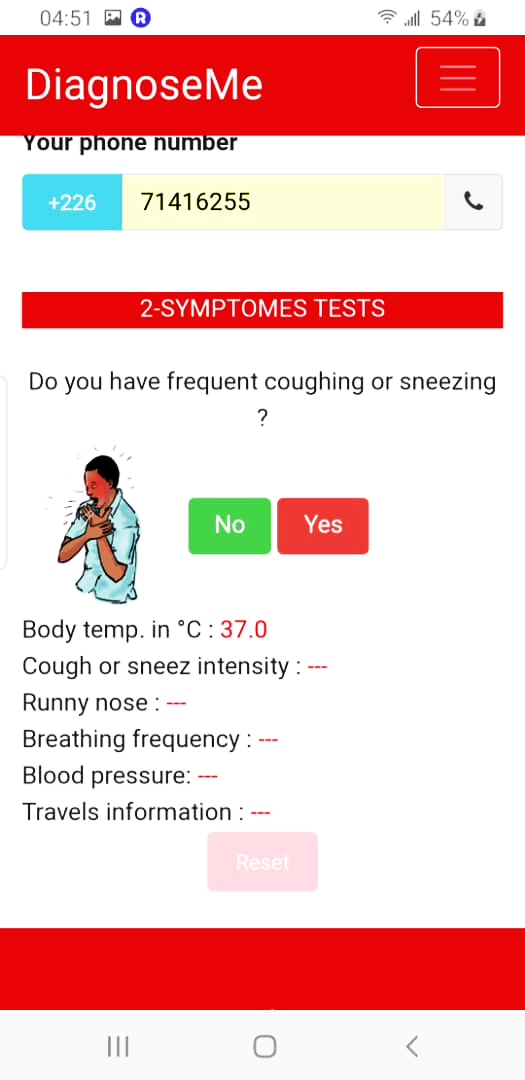 04:51 R 54%
DiagnoseMe
Your phone number
+226 71416255
2-SYMPTOMES TESTS
Do you have frequent coughing or sneezing
?
No Yes
Body temp. in °C : 37.0
Cough or sneez intensity : ---
Runny nose : ---
Breathing frequency : ---
Blood pressure: ---
Travels information : ---
Reset